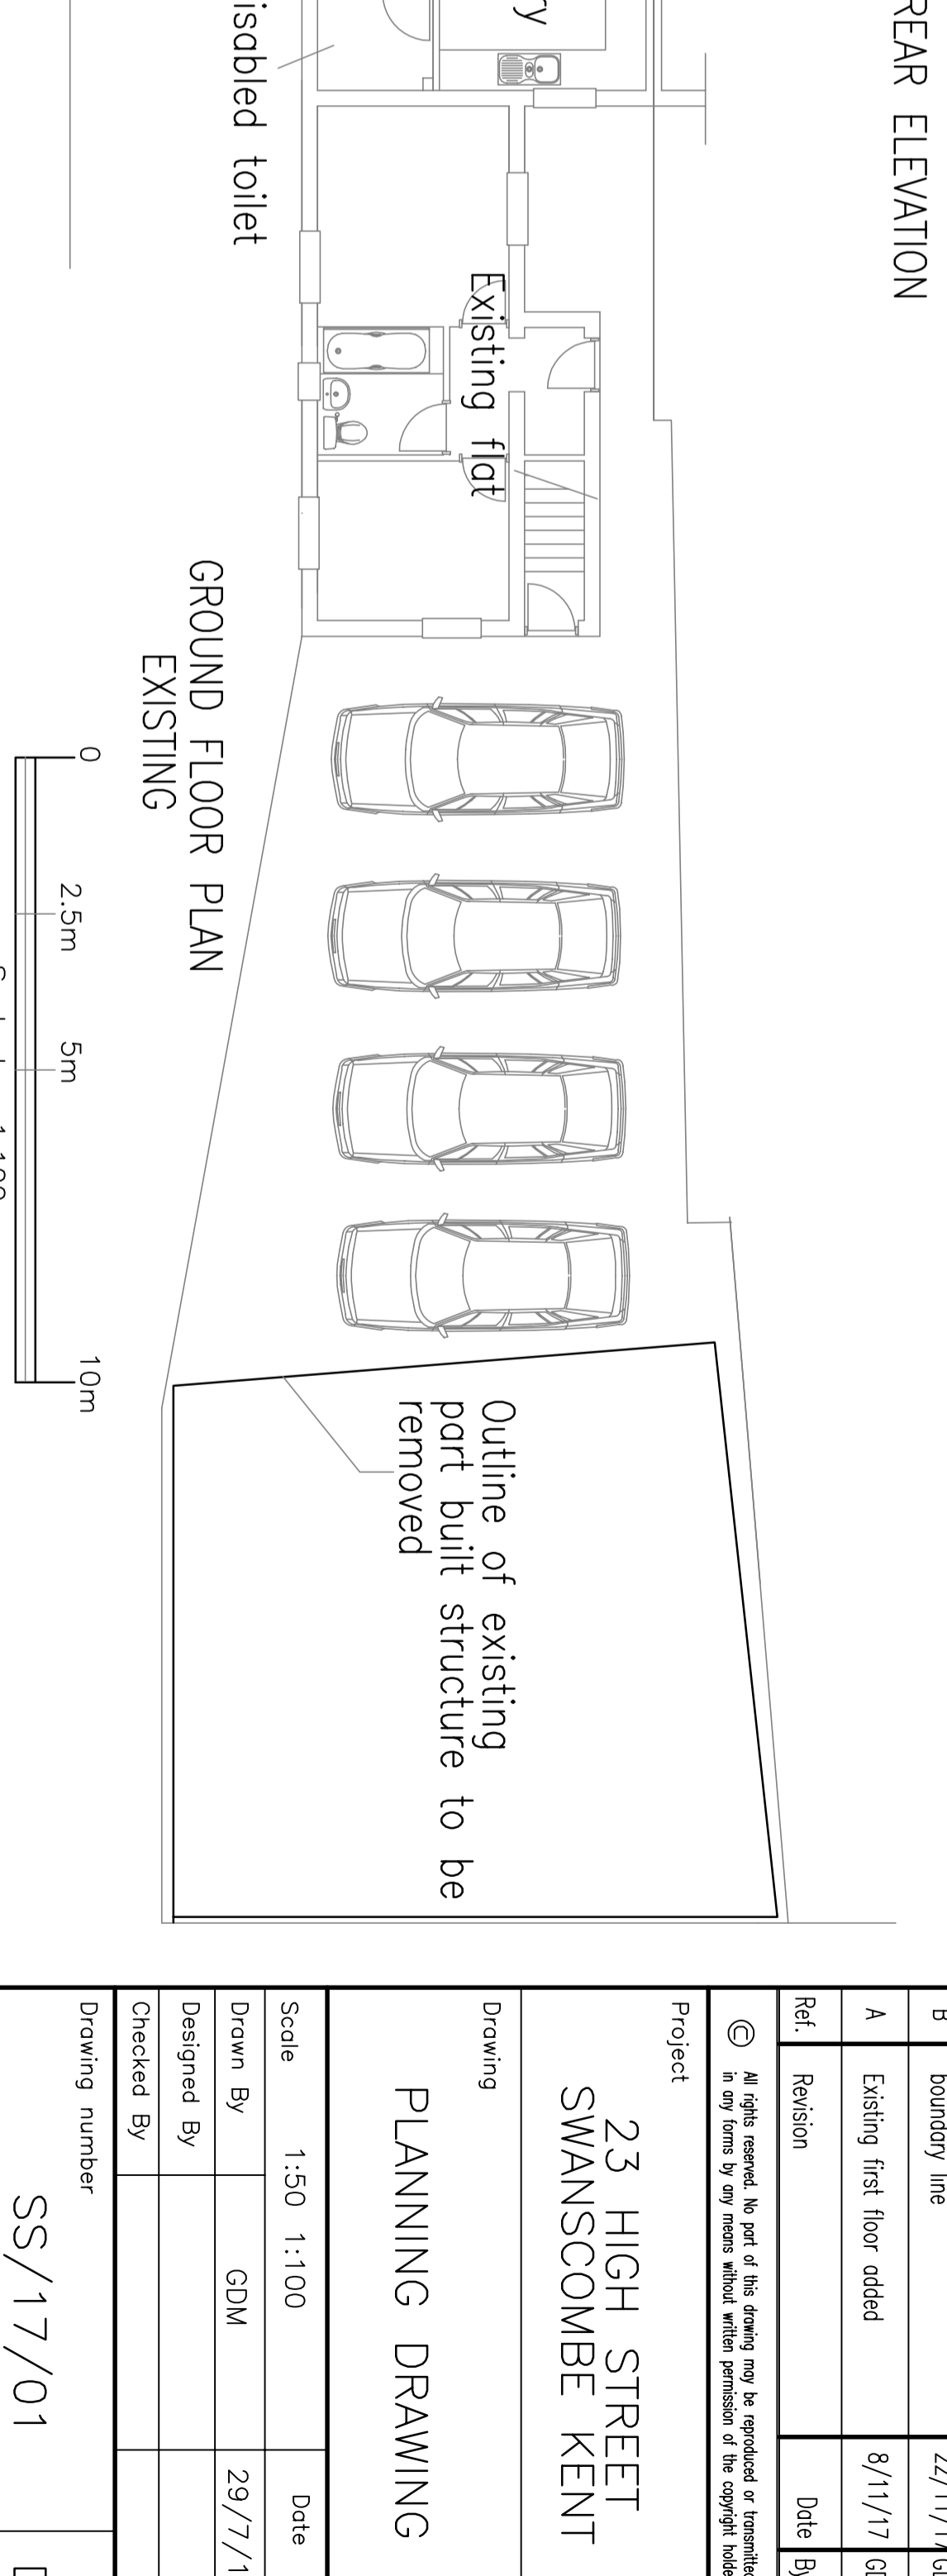 REAR ELEVATION
toilet
Existing flat
GROUND FLOOR PLAN
EXISTING
0
2.5m
5m
10m
Outline of existing
part built structure to be
removed
B
boundary line
A
Existing first floor added
8/11/17
Ref.
Revision
Date
By
© All rights reserved. No part of this drawing may be reproduced or transmitted
in any forms by any means without written permission of the copyright
Project
23 HIGH STREET
SWANSCOMBE KENT
Drawing
PLANNING DRAWING
Scale
1:50 1:100
Date
Drawn By
GDM
29/7/1
Designed By
Checked By
Drawing number
SS/17/01